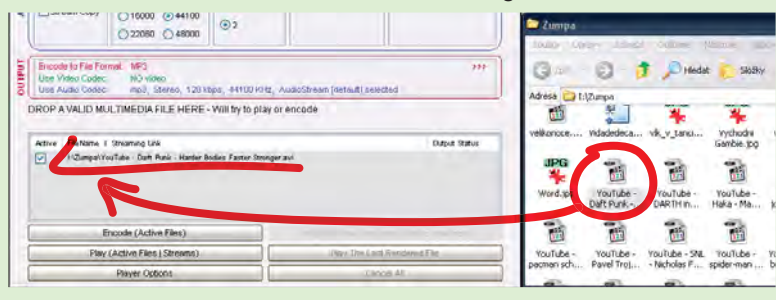 Stream Copy
16000 44100
22050 48000
2
OUTPUT
Encode to File Format: MP3
Use Video Codec: NO video
Use Audio Codec: mp3, Stereo, 128 kbps, 44100 KHz, AudioStream [default] selected
>>>
DROP A VALID MULTIMEDIA FILE HERE - Will try to play or encode
Active FileName | Streaming Link Output Status
I:\Zumpa\YouTube - Daft Punk - Harder Bodies Faster Stronger.avi
Encode (Active Files)
Play (Active Files | Streams)
Play The Last Rendered File
Player Options
Cancel All
Zumpa
Hledat Složky
Adresa I:\Zumpa
velikonoce... vidadedeca... vlk_v_tanci... Vychodni Gambie.jpg
JPG
Word.jpg YouTube - Daft Punk -... YouTube - DARTH in... YouTube - Haka - Ma...
YouTube - pacman sch... YouTube - Pavel Troj... YouTube - SNL - Nicholas F... YouTube - spider-man ...